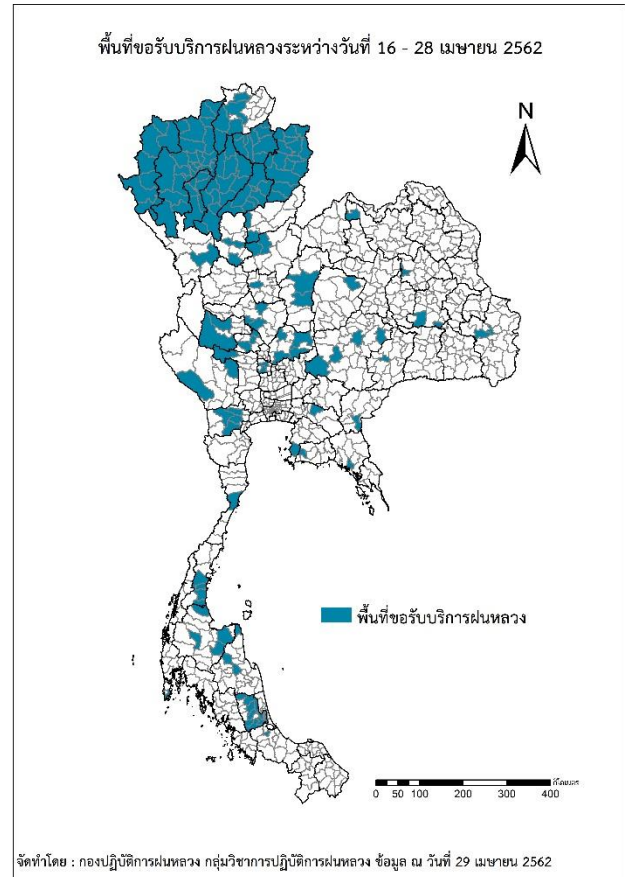 พื้นที่ขอรับบริการฝนหลวงระหว่างวันที่ 16 - 28 เมษายน 2562
N
พื้นที่ขอรับบริการฝนหลวง
กิโลเมตร
0 50 100 200 300 400
จัดทำโดย : กองปฏิบัติการฝนหลวง กลุ่มวิชาการปฏิบัติการฝนหลวง ข้อมูล ณ วันที่ 29 เมษายน 2562